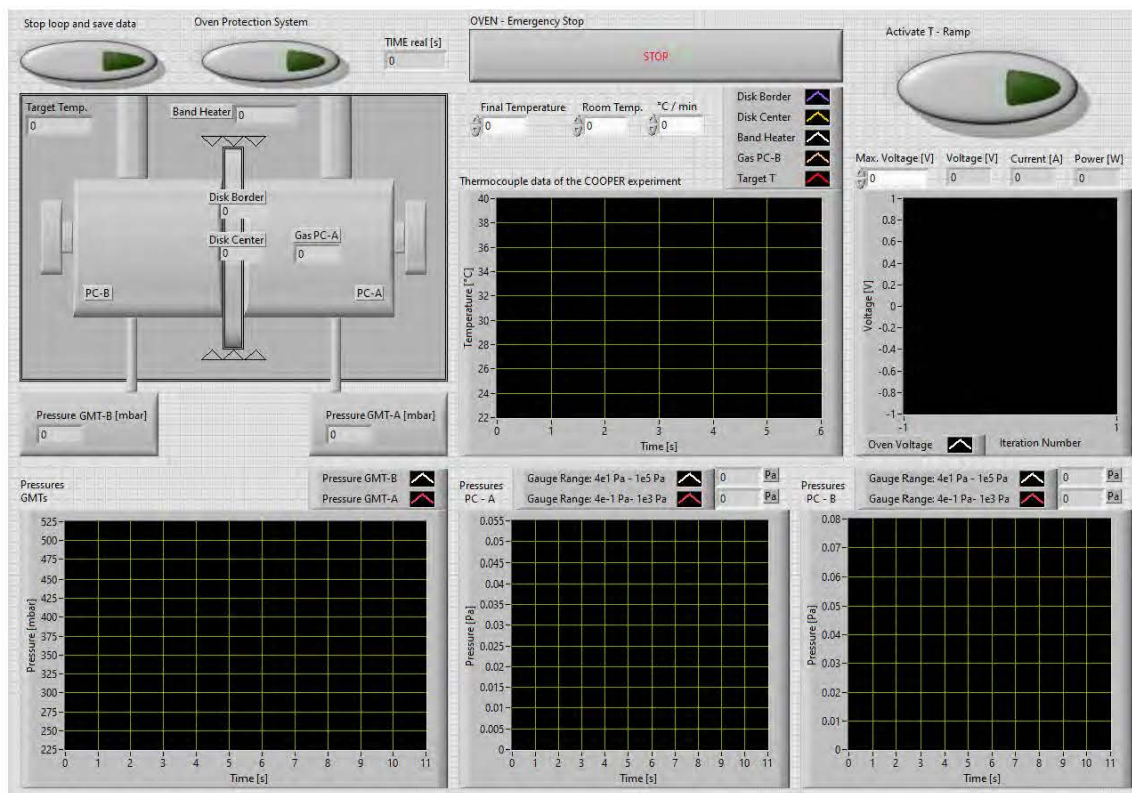 Stop loop and save data
Oven Protection System
TIME real [s]
0
OVEN - Emergency Stop
STOP
Activate T - Ramp
Target Temp.
0
Band Heater
0
Disk Border
0
Disk Center
0
Gas PC-A
0
PC-B
PC-A
Pressure GMT-B [mbar]
0
Pressure GMT-A [mbar]
0
Final Temperature
0
Room Temp.
0
°C / min
0
Disk Border
Disk Center
Band Heater
Gas PC-B
Target T
Thermocouple data of the COOPER experiment
Temperature [°C]
40
38
36
34
32
30
28
26
24
22
0 1 2 3 4 5 6
Time [s]
Max. Voltage [V]
0
Voltage [V]
0
Current [A]
0
Power [W]
0
Voltage [V]
1
0.8
0.6
0.4
0.2
0
-0.2
-0.4
-0.6
-0.8
-1
-1 1
Oven Voltage
Iteration Number
Pressures
GMTs
Pressure GMT-B
Pressure GMT-A
Pressure [mbar]
525
500
475
450
425
400
375
350
325
300
275
250
225
0 1 2 3 4 5 6 7 8 9 10 11
Time [s]
Pressures
PC - A
Gauge Range: 4e1 Pa - 1e5 Pa
0 Pa
Gauge Range: 4e-1 Pa- 1e3 Pa
0 Pa
Pressure [Pa]
0.055
0.05
0.045
0.04
0.035
0.03
0.025
0.02
0.015
0.01
0.005
0
0 1 2 3 4 5 6 7 8 9 10 11
Time [s]
Pressures
PC - B
Gauge Range: 4e1 Pa - 1e5 Pa
0 Pa
Gauge Range: 4e-1 Pa- 1e3 Pa
0 Pa
Pressure [Pa]
0.08
0.07
0.06
0.05
0.04
0.03
0.02
0.01
0
0 1 2 3 4 5 6 7 8 9 10 11
Time [s]